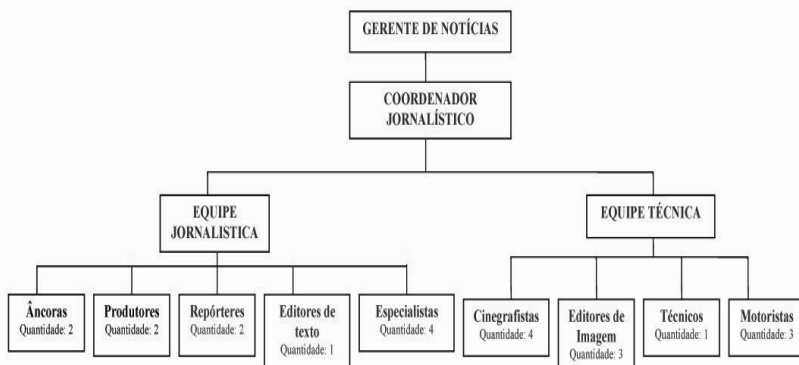 GERENTE DE NOTÍCIAS
COORDENADOR
JORNALÍSTICO
EQUIPE
JORNALISTICA
EQUIPE TÉCNICA
Âncoras
Quantidade: 2
Produtores
Quantidade: 2
Repórteres
Quantidade: 2
Editores de
texto
Quantidade: 1
Especialistas
Quantidade: 4
Cinegrafistas
Quantidade: 4
Editores de
Imagem
Quantidade: 3
Técnicos
Quantidade: 1
Motoristas
Quantidade: 3